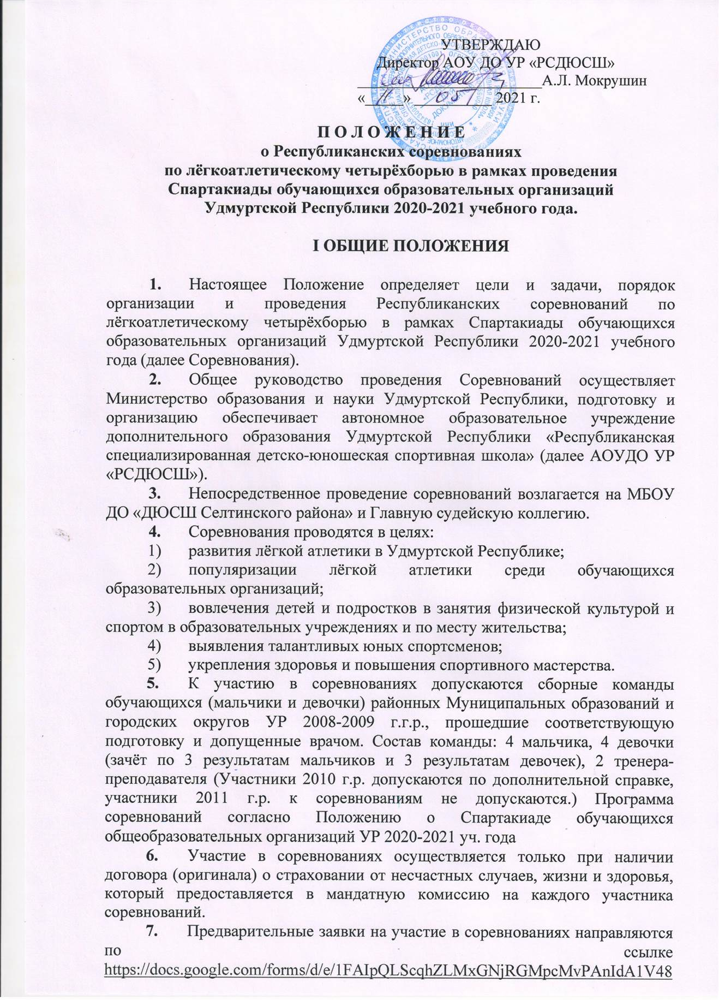 УТВЕРЖДАЮ
Директор АОУ ДО УР «РСДЮСШ»
А.Л. Мокрушин
«11» 05 2021 г.
П О Л О Ж Е Н И Е
о Республиканских соревнованиях
по лёгкоатлетическому четырёхборью в рамках проведения
Спартакиады обучающихся образовательных организаций
Удмуртской Республики 2020-2021 учебного года.
I ОБЩИЕ ПОЛОЖЕНИЯ
1. Настоящее Положение определяет цели и задачи, порядок
организации и проведения Республиканских соревнований по
лёгкоатлетическому четырёхборью в рамках Спартакиады обучающихся
образовательных организаций Удмуртской Республики 2020-2021 учебного
года (далее Соревнования).
2. Общее руководство проведения Соревнований осуществляет
Министерство образования и науки Удмуртской Республики, подготовку и
организацию обеспечивает автономное образовательное учреждение
дополнительного образования Удмуртской Республики «Республиканская
специализированная детско-юношеская спортивная школа» (далее АОУДО УР
«РСДЮСШ»).
3. Непосредственное проведение соревнований возлагается на МБОУ
ДО «ДЮСШ Селтинского района» и Главную судейскую коллегию.
4. Соревнования проводятся в целях:
1) развития лёгкой атлетики в Удмуртской Республике;
2) популяризации лёгкой атлетики среди обучающихся
образовательных организаций;
3) вовлечения детей и подростков в занятия физической культурой и
спортом в образовательных учреждениях и по месту жительства;
4) выявления талантливых юных спортсменов;
5) укрепления здоровья и повышения спортивного мастерства.
5. К участию в соревнованиях допускаются сборные команды
обучающихся (мальчики и девочки) районных Муниципальных образований и
городских округов УР 2008-2009 г.г.р., прошедшие соответствующую
подготовку и допущенные врачом. Состав команды: 4 мальчика, 4 девочки
(зачёт по 3 результатам мальчиков и 3 результатам девочек), 2 тренера-
преподавателя (Участники 2010 г.р. допускаются по дополнительной справке,
участники 2011 г.р. к соревнованиям не допускаются.) Программа
соревнований согласно Положению о Спартакиаде обучающихся
общеобразовательных организаций УР 2020-2021 уч. года
6. Участие в соревнованиях осуществляется только при наличии
договора (оригинала) о страховании от несчастных случаев, жизни и здоровья,
который предоставляется в мандатную комиссию на каждого участника
соревнований.
7. Предварительные заявки на участие в соревнованиях направляются
по ссылке
https://docs.google.com/forms/d/e/1FAIpQLScqhZLMxGNjRGMpcMvPAnIdA1V48